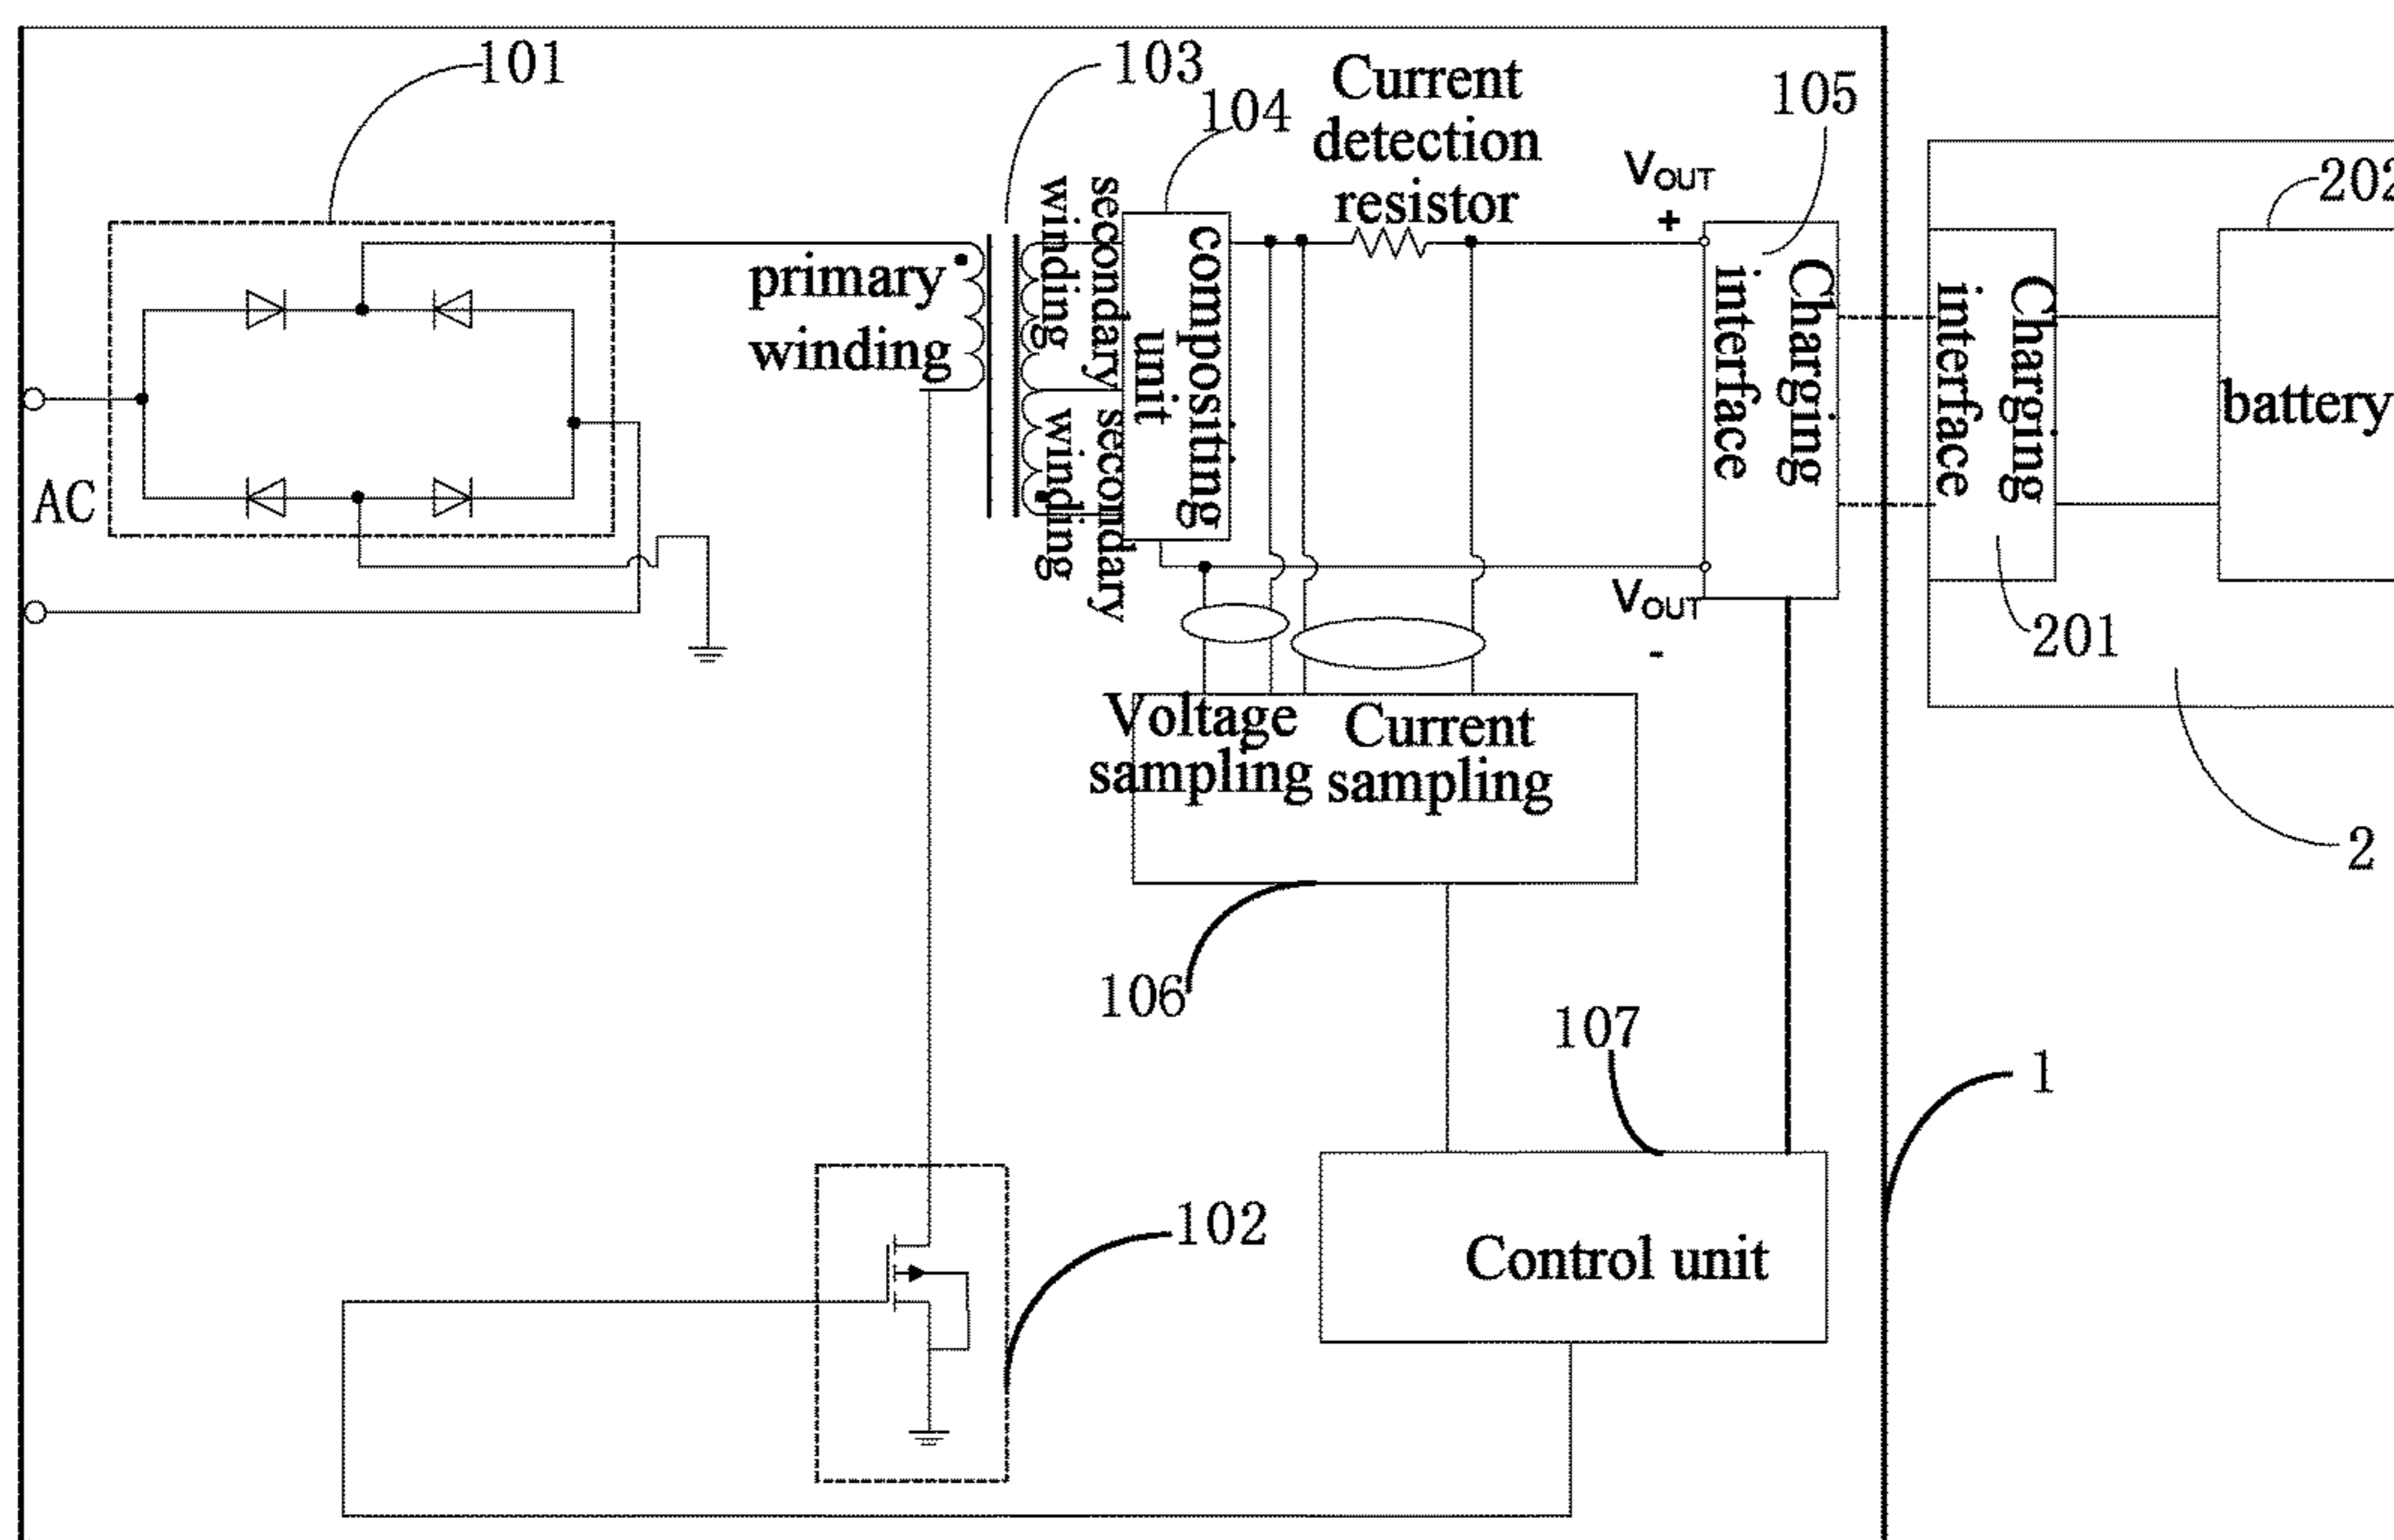 101
103
104
Current
detection
resistor
105
VOUT
+
202
secondary
winding
primary
winding
compositing
unit
Charging
interface
Charging
interface
battery
AC
secondary
winding
VOUT
-
201
Voltage
sampling
Current
sampling
2
106
107
1
102
Control unit